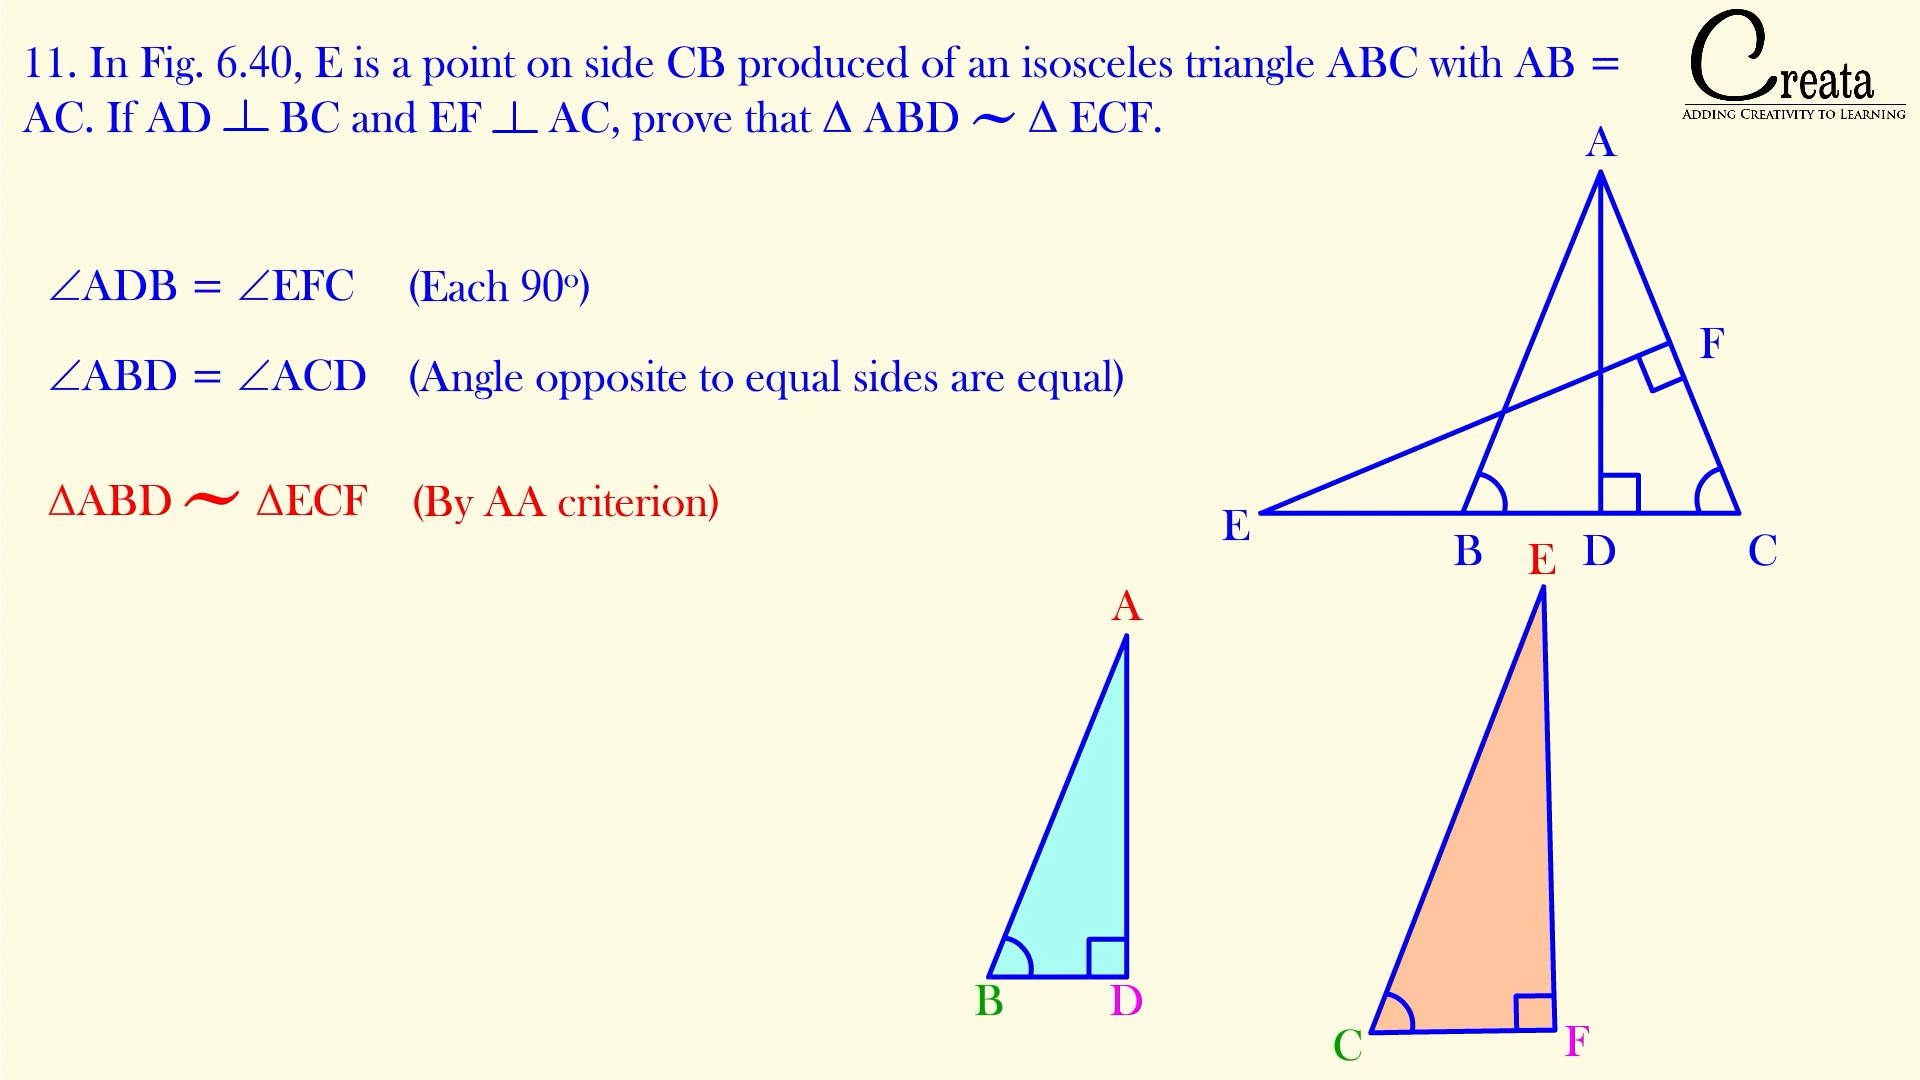 11. In Fig. 6.40, E is a point on side CB produced of an isosceles triangle ABC with AB =
AC. If AD ⊥ BC and EF ⊥ AC, prove that Δ ABD ~ Δ ECF.
Creata
ADDING CREATIVITY TO LEARNING
∠ADB = ∠EFC (Each 90º)
∠ABD = ∠ACD (Angle opposite to equal sides are equal)
ΔABD ~ ΔECF (By AA criterion)
A
F
E
B
D
C
A
B
D
E
C
F